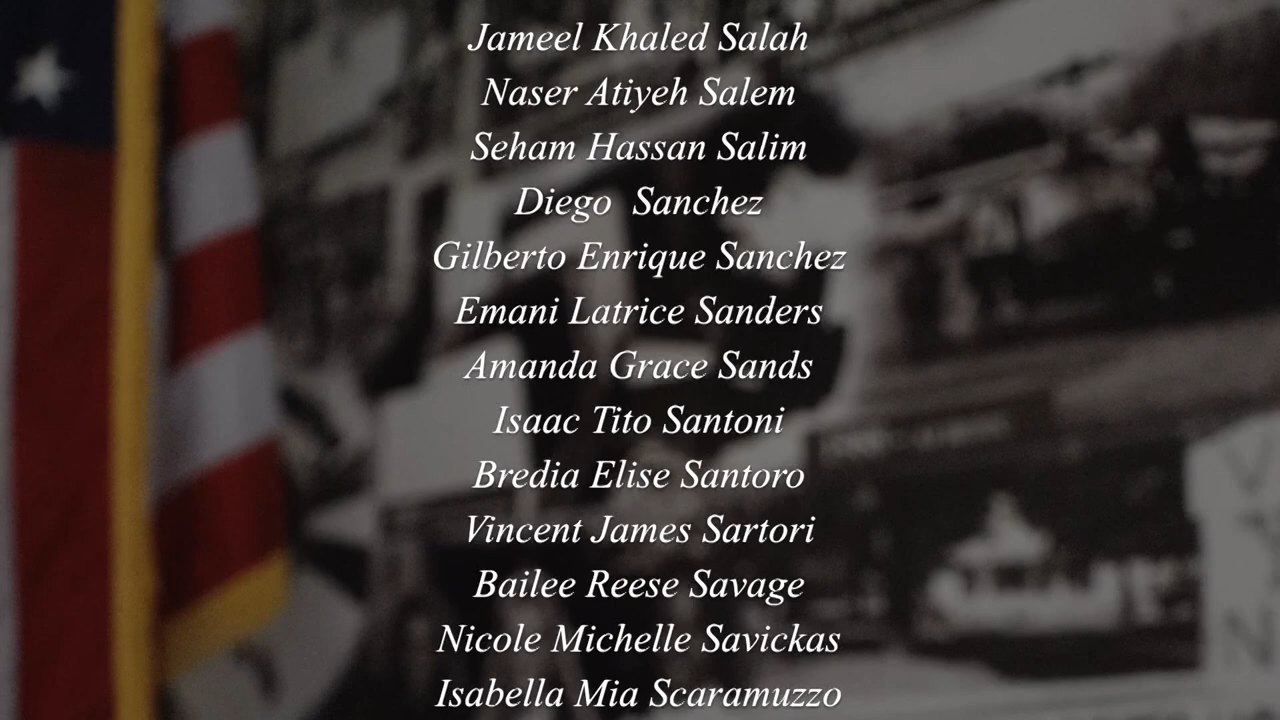 Jameel Khaled Salah
Naser Atiyeh Salem
Seham Hassan Salim
Diego  Sanchez
Gilberto Enrique Sanchez
Emani Latrice Sanders
Amanda Grace Sands
Isaac Tito Santoni
Bredia Elise Santoro
Vincent James Sartori
Bailee Reese Savage
Nicole Michelle Savickas
Isabella Mia Scaramuzzo